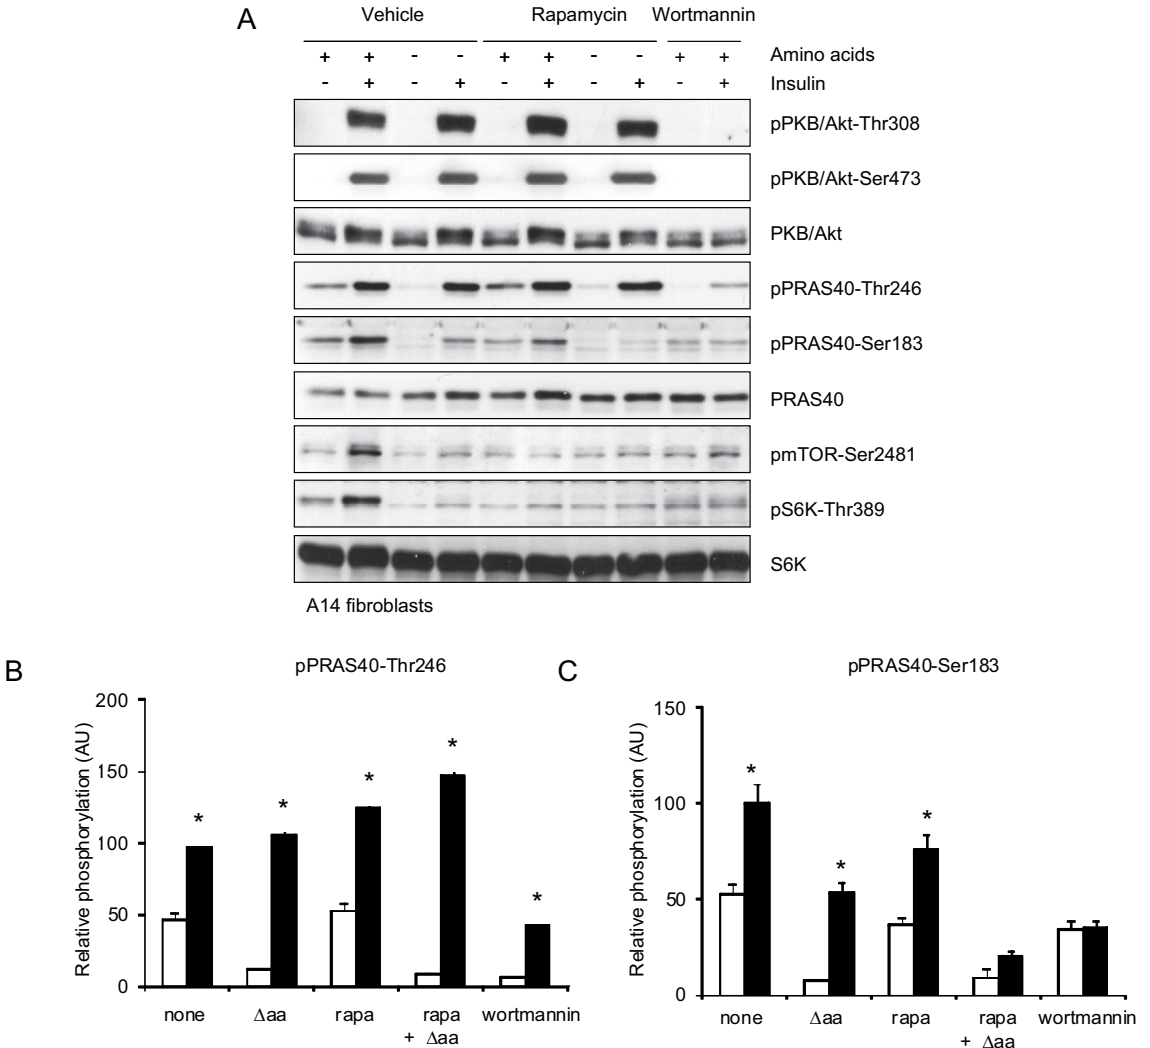 A
Vehicle Rapamycin Wortmannin
+ + - - + + - - + + Amino acids
- + - + - + - + - + Insulin
pPKB/Akt-Thr308
pPKB/Akt-Ser473
PKB/Akt
pPRAS40-Thr246
pPRAS40-Ser183
PRAS40
pmTOR-Ser2481
pS6K-Thr389
S6K
A14 fibroblasts
B
pPRAS40-Thr246
Relative phosphorylation (AU)
200
150
100
50
0
* * * * *
none Δaa rapa rapa wortmannin
+ Δaa
C
pPRAS40-Ser183
Relative phosphorylation (AU)
150
100
50
0
* * *
none Δaa rapa rapa wortmannin
+ Δaa